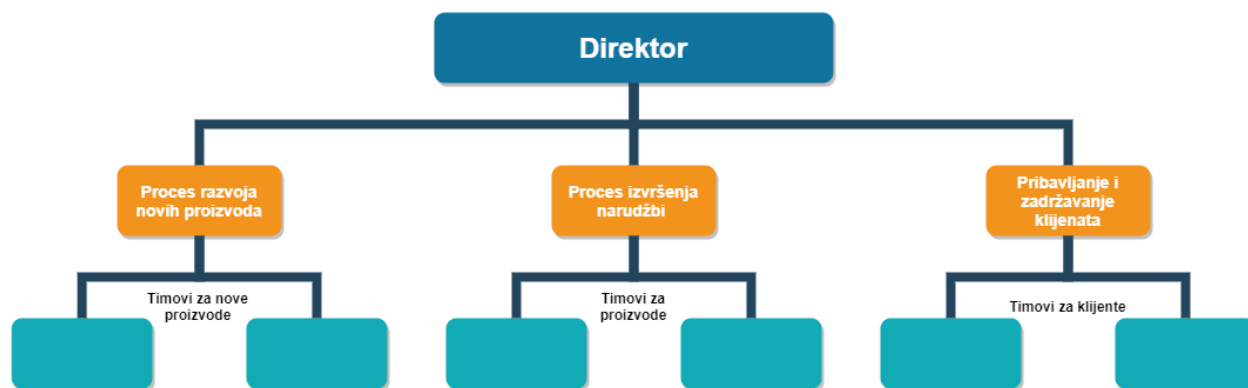 Direktor
Proces razvoja
novih proizvoda
Proces izvršenja
narudžbi
Pribavljanje i
zadržavanje
klijenata
Timovi za nove
proizvode
Timovi za
proizvode
Timovi za klijente